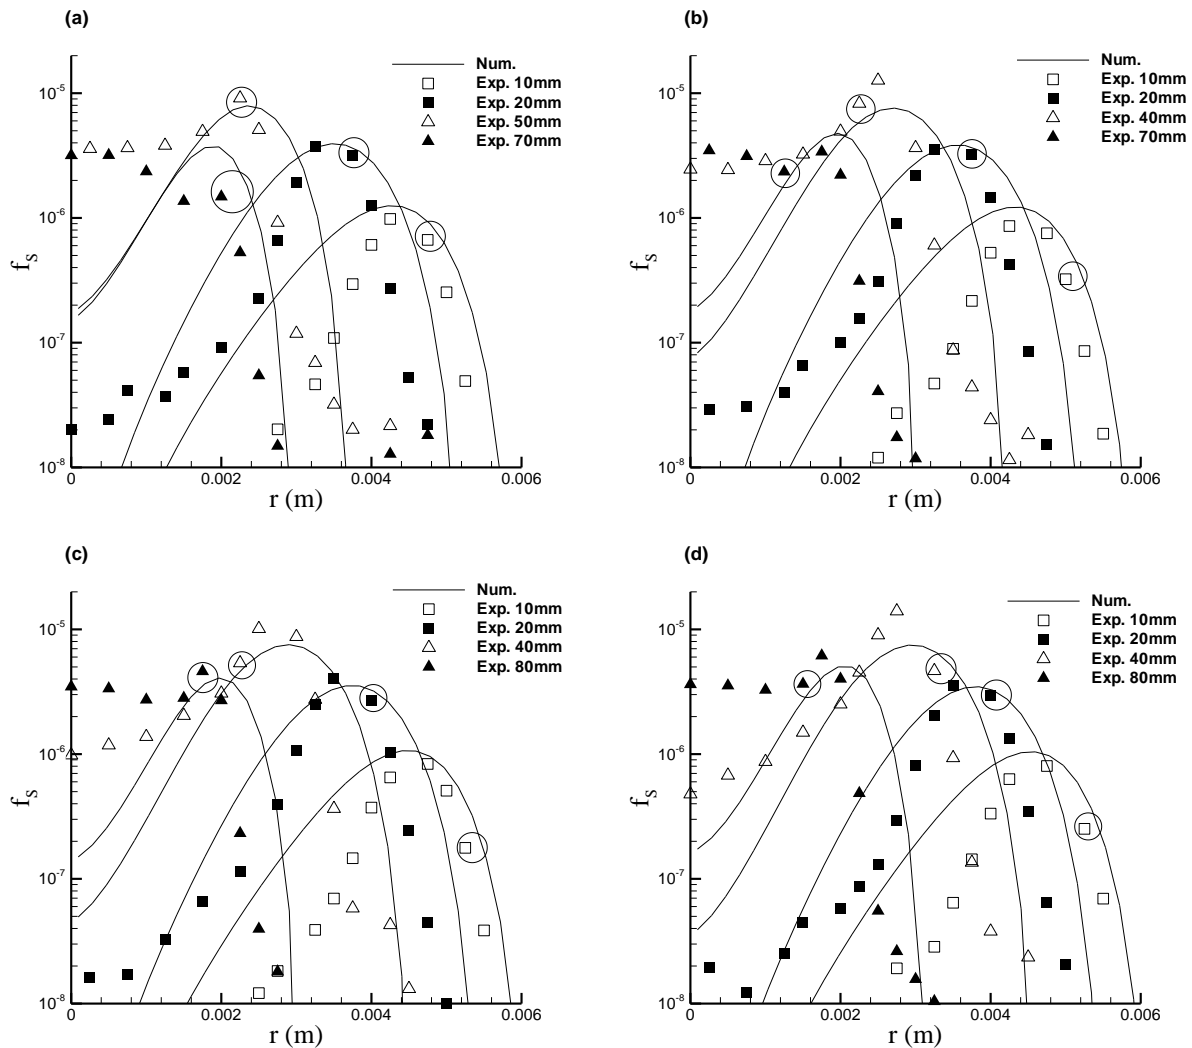 (a)
Num.
Exp. 10mm
Exp. 20mm
Exp. 50mm
Exp. 70mm
10^-5
10^-6
10^-7
10^-8
f_s
0
0.002
0.004
0.006
r (m)
(b)
Num.
Exp. 10mm
Exp. 20mm
Exp. 40mm
Exp. 70mm
10^-5
10^-6
10^-7
10^-8
f_s
0
0.002
0.004
0.006
r (m)
(c)
Num.
Exp. 10mm
Exp. 20mm
Exp. 40mm
Exp. 80mm
10^-5
10^-6
10^-7
10^-8
f_s
0
0.002
0.004
0.006
r (m)
(d)
Num.
Exp. 10mm
Exp. 20mm
Exp. 40mm
Exp. 80mm
10^-5
10^-6
10^-7
10^-8
f_s
0
0.002
0.004
0.006
r (m)